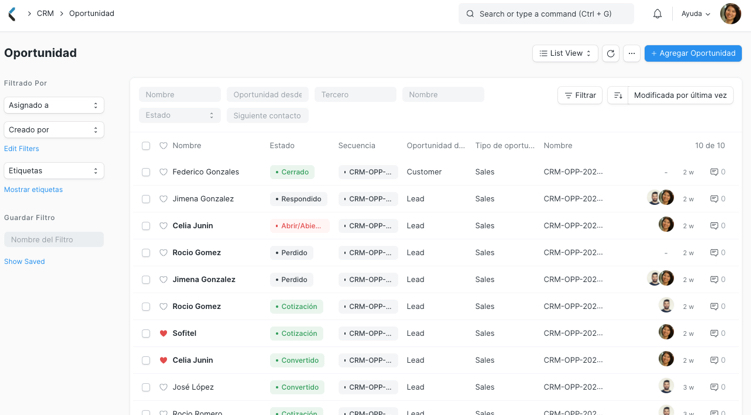 CRM Oportunidad Search or type a command (Ctrl + G) Ayuda
Oportunidad List View ... + Agregar Oportunidad
Filtrado Por
Asignado a
Creado por
Edit Filters
Etiquetas
Mostrar etiquetas
Guardar Filtro
Nombre del Filtro
Show Saved
Nombre Oportunidad desde Tercero Nombre Filtrar Modificada por última vez
Estado Siguiente contacto
Nombre Estado Secuencia Oportunidad d... Tipo de oportu... Nombre 10 de 10
Federico Gonzales Cerrado CRM-OPP-... Customer Sales CRM-OPP-202... - 2 w 0
Jimena Gonzalez Respondido CRM-OPP-... Lead Sales CRM-OPP-202... 2 w 0
Celia Junin Abrir/Abie... CRM-OPP-... Lead Sales CRM-OPP-202... 2 w 0
Rocio Gomez Perdido CRM-OPP-... Lead Sales CRM-OPP-202... - 2 w 0
Jimena Gonzalez Perdido CRM-OPP-... Lead Sales CRM-OPP-202... 2 w 0
Rocio Gomez Cotización CRM-OPP-... Lead Sales CRM-OPP-202... 2 w 0
Sofitel Cotización CRM-OPP-... Lead Sales CRM-OPP-202... 2 w 0
Celia Junin Convertido CRM-OPP-... Lead Sales CRM-OPP-202... 2 w 0
José López Convertido CRM-OPP-... Lead Sales CRM-OPP-202... 3 w 0
Rocio Romero Cotización CRM-OPP-... Lead Sales CRM-OPP-202... 3 w 0